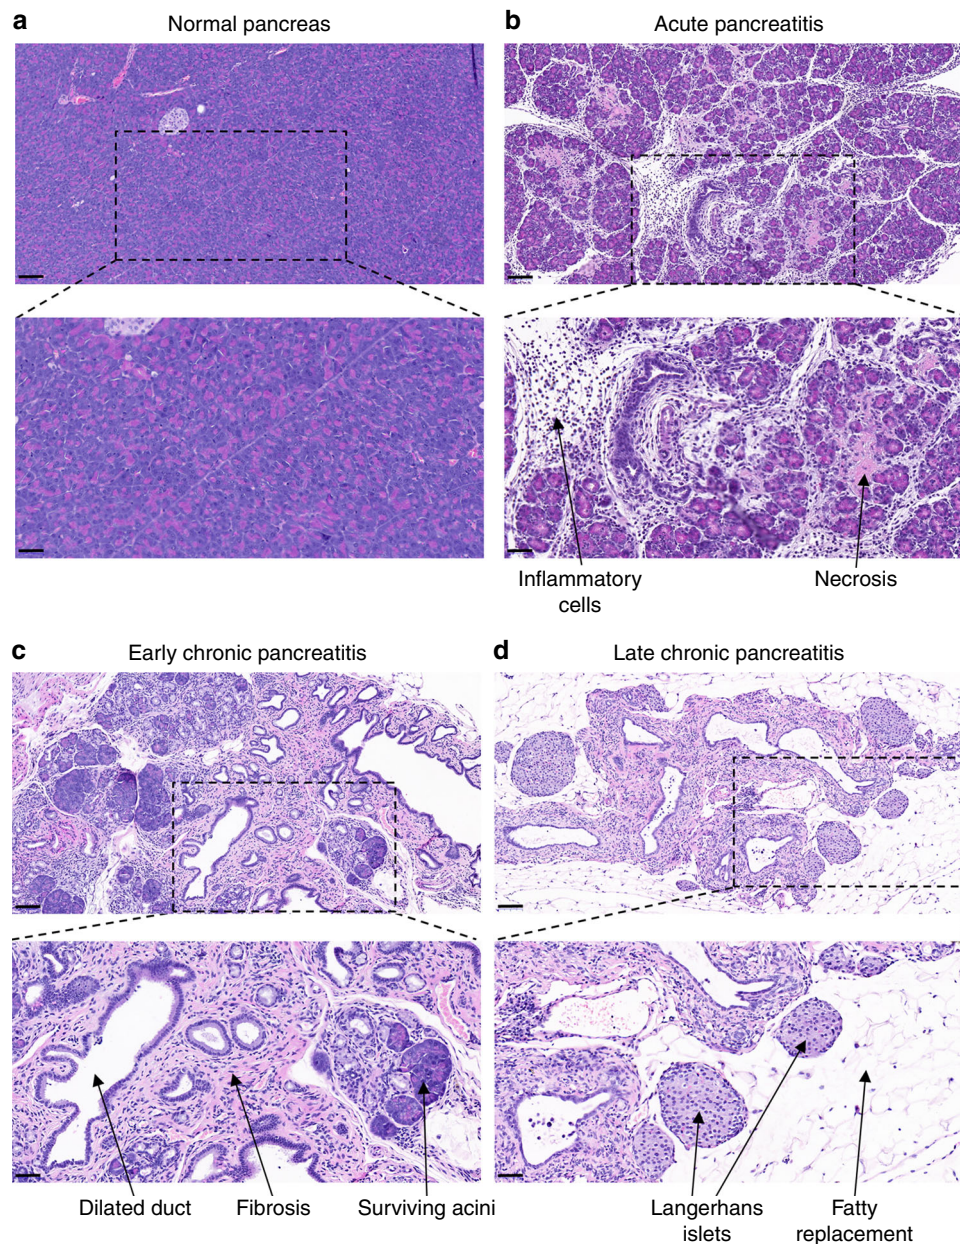 a
Normal pancreas
b
Acute pancreatitis
Inflammatory
cells
Necrosis
c
Early chronic pancreatitis
d
Late chronic pancreatitis
Dilated duct
Fibrosis
Surviving acini
Langerhans
islets
Fatty
replacement